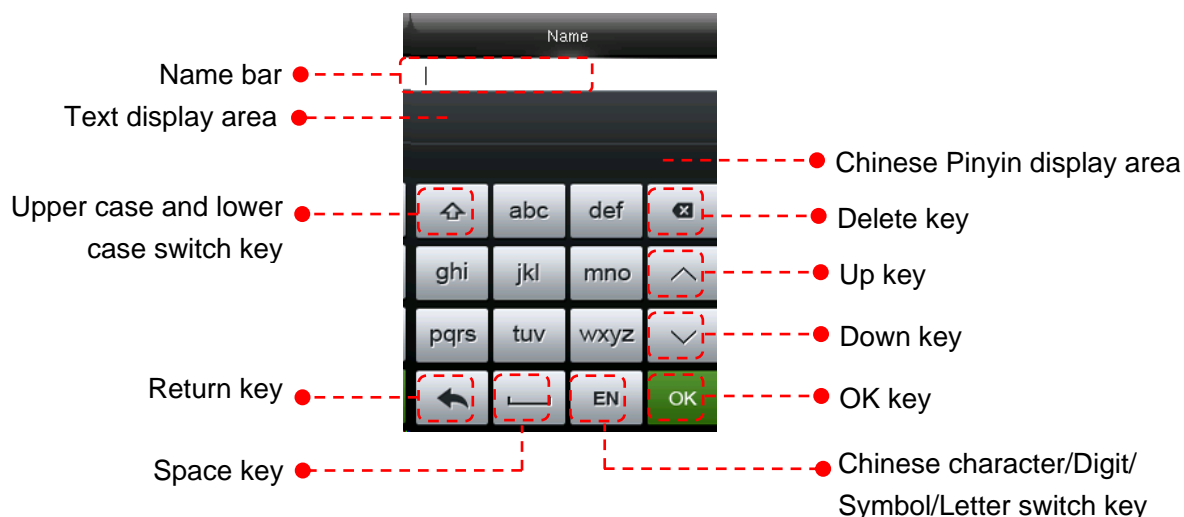 Name
Name bar
Text display area
Chinese Pinyin display area
Upper case and lower
case switch key
abc
def
Delete key
ghi
jkl
mno
Up key
pqrs
tuv
wxyz
Down key
Return key
EN
OK
OK key
Space key
Chinese character/Digit/
Symbol/Letter switch key